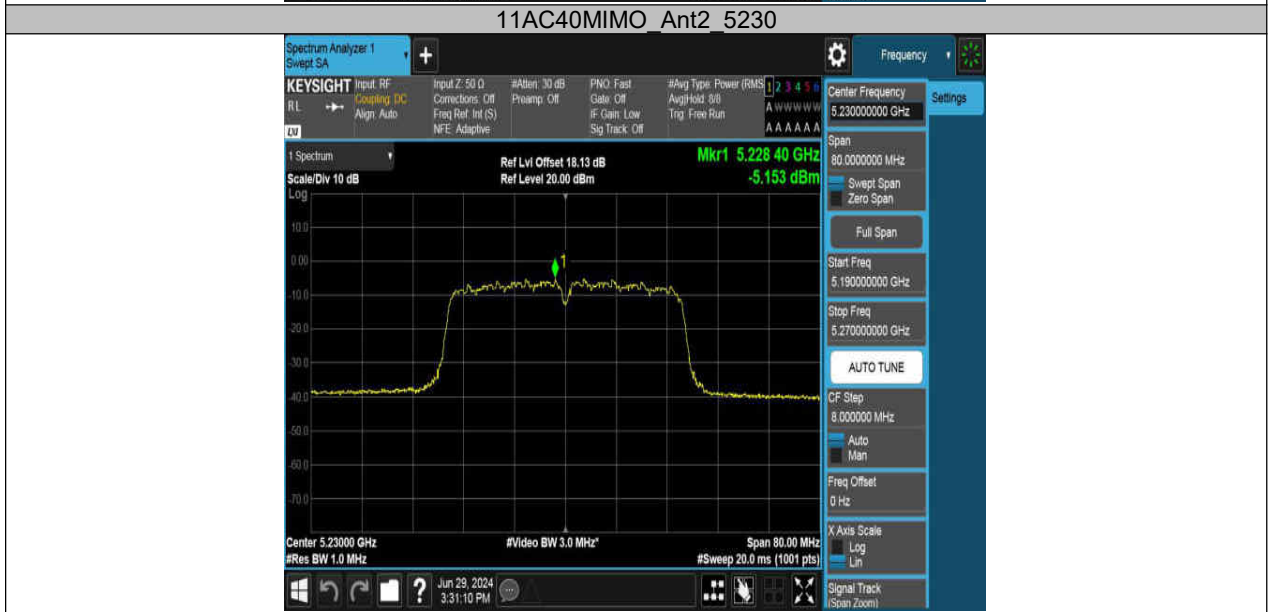 11AC40MIMO_Ant2_5230
Spectrum Analyzer 1
Swept SA
+
Frequency
KEYSIGHT
RL
LXI
Input: RF
Coupling: DC
Align: Auto
Input Z: 50 Ω
Corrections: Off
Freq Ref: Int (S)
NFE: Adaptive
#Atten: 30 dB
Preamp: Off
PNO: Fast
Gate: Off
IF Gain: Low
Sig Track: Off
#Avg Type: Power (RMS
Avg|Hold: 8/8
Trig: Free Run
1 2 3 4 5 6
A W W W W W
A A A A A A
Center Frequency
5.230000000 GHz
Settings
Span
80.0000000 MHz
Swept Span
Zero Span
Full Span
Start Freq
5.190000000 GHz
Stop Freq
5.270000000 GHz
AUTO TUNE
CF Step
8.000000 MHz
Auto
Man
Freq Offset
0 Hz
X Axis Scale
Log
Lin
Signal Track
(Span Zoom)
1 Spectrum
Scale/Div 10 dB
Log
Ref Lvl Offset 18.13 dB
Ref Level 20.00 dBm
Mkr1 5.228 40 GHz
-5.153 dBm
10.0
0.00
-10.0
-20.0
-30.0
-40.0
-50.0
-60.0
-70.0
1
Center 5.23000 GHz
#Res BW 1.0 MHz
#Video BW 3.0 MHz*
Span 80.00 MHz
#Sweep 20.0 ms (1001 pts)
?
Jun 29, 2024
3:31:10 PM